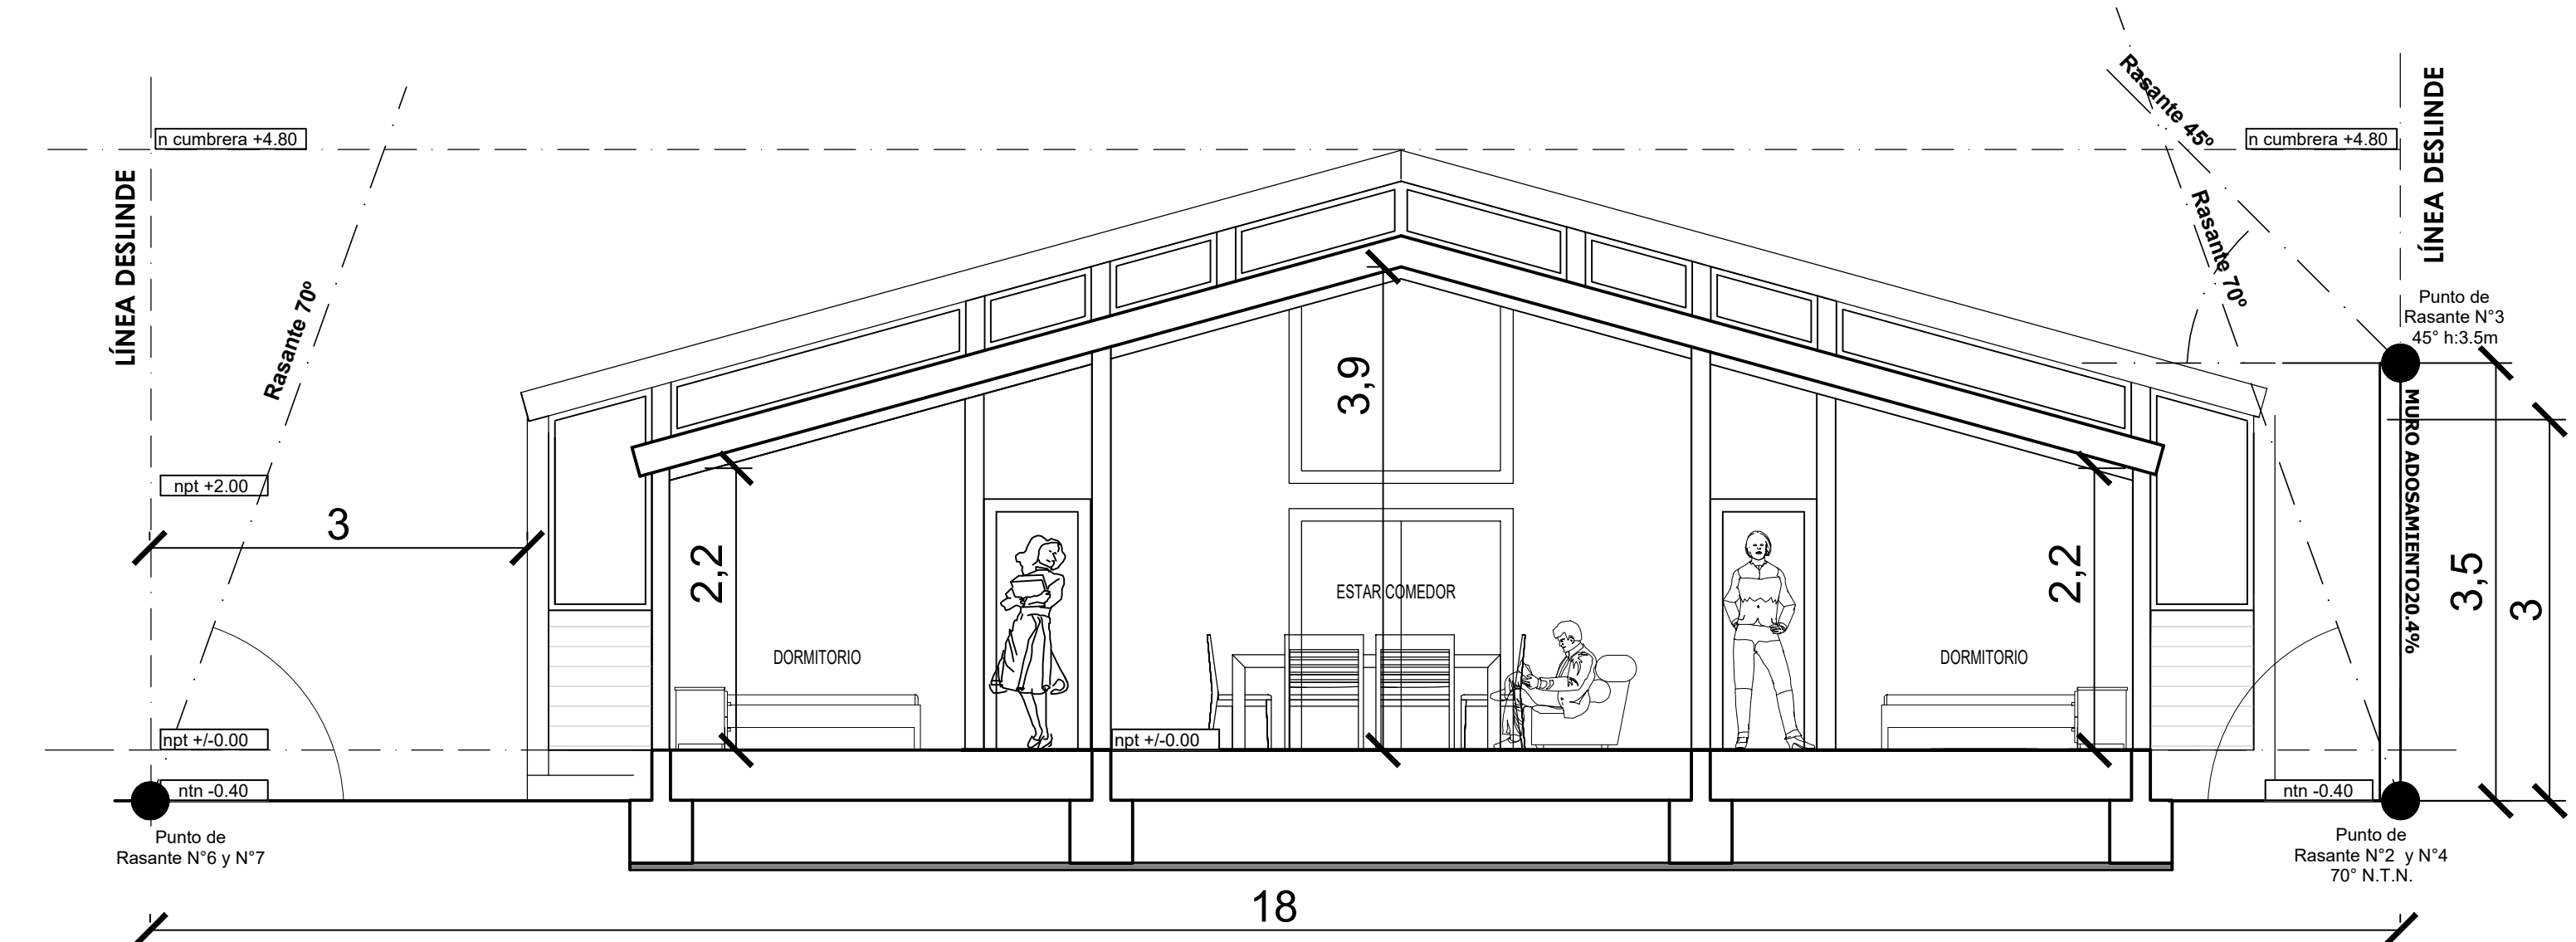 LÍNEA DESLINDE
n cumbrera +4.80
Rasante 70º
npt +2.00
3
npt +/-0.00
ntn -0.40
Punto de
Rasante N°6 y N°7
2,2
DORMITORIO
3,9
ESTAR COMEDOR
npt +/-0.00
2,2
DORMITORIO
18
Rasante 45º
Rasante 70º
n cumbrera +4.80
LÍNEA DESLINDE
Punto de
Rasante N°3
45° h:3.5m
MURO ADOSAMIENTO20.4%
3,5
3
ntn -0.40
Punto de
Rasante N°2 y N°4
70° N.T.N.